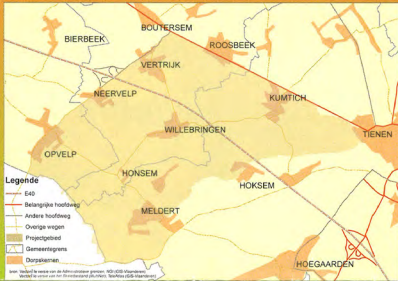 BOUTERSEM
BIERBEEK
ROOSBEEK
VERTRIJK
NEERVELP
KUMTICH
WILLEBRINGEN
TIENEN
OPVELP
HONSEM
HOKSEM
MELDERT
HOEGAARDEN
Legende
E40
Belangrijke hoofdweg
Andere hoofdweg
Overige wegen
Projectgebied
Gemeentegrens
Dorpskernen